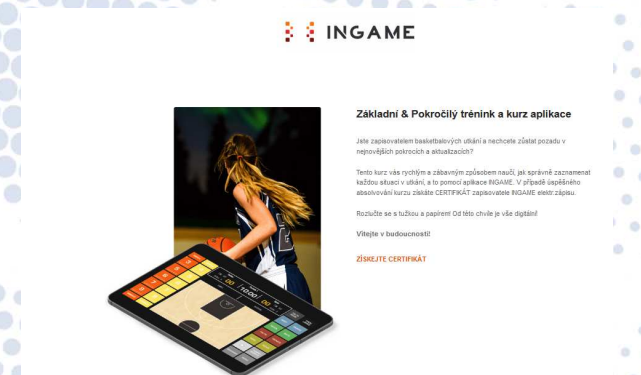 INGAME
Základní & Pokročilý trénink a kurz aplikace
Jste zapisovatelem basketbalových utkání a nechcete zůstat pozadu v
nejnovějších pokrocích a aktualizacích?
Tento kurz vás rychlým a zábavným způsobem naučí, jak správně zaznamenat
každou situaci v utkání, a to pomocí aplikace INGAME. V případě úspěšného
absolvování kurzu získáte CERTIFIKÁT zapisovatele INGAME elektr.zápisu.
Rozlučte se s tužkou a papírem! Od této chvíle je vše digitální!
Vítejte v budoucnosti!
ZÍSKEJTE CERTIFIKÁT
10:00